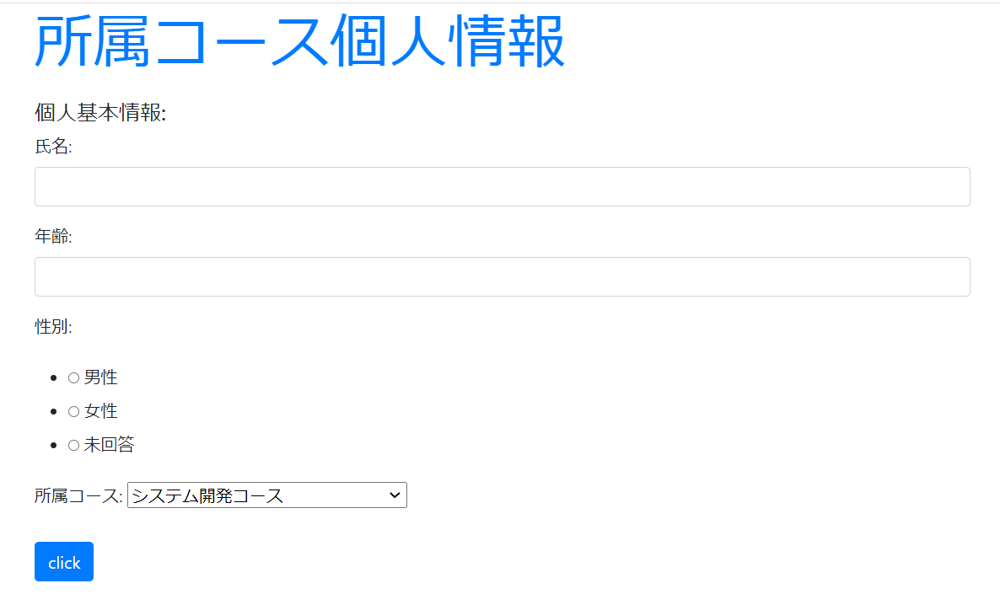 所属コース個人情報
個人基本情報:
氏名:
年齢:
性別:
男性
女性
未回答
所属コース: システム開発コース
click